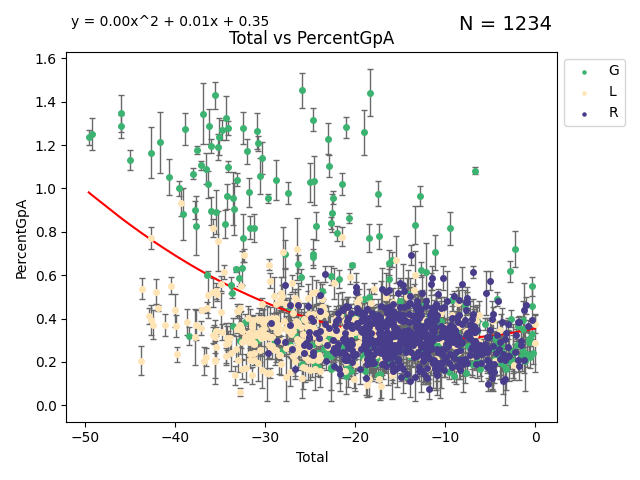 y = 0.00x^2 + 0.01x + 0.35
N = 1234
Total vs PercentGpA
G
L
R
1.6
1.4
1.2
1.0
0.8
0.6
0.4
0.2
0.0
PercentGpA
−50
−40
−30
−20
−10
0
Total